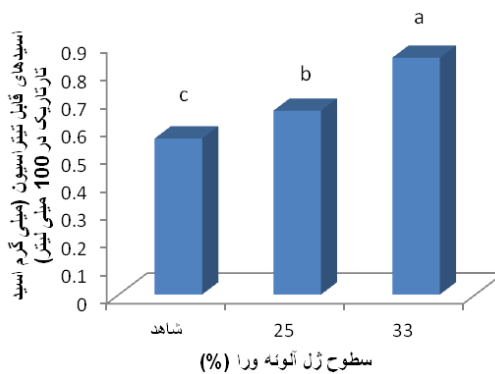 اسیدهای قابل تیتراسیون (میلی گرم اسید
تارتاریک در 100 میلی لیتر)
0.9
0.8
0.7
0.6
0.5
0.4
0.3
0.2
0.1
0
c
b
a
شاهد
25
33
سطوح ژل آلوئه ورا (%)